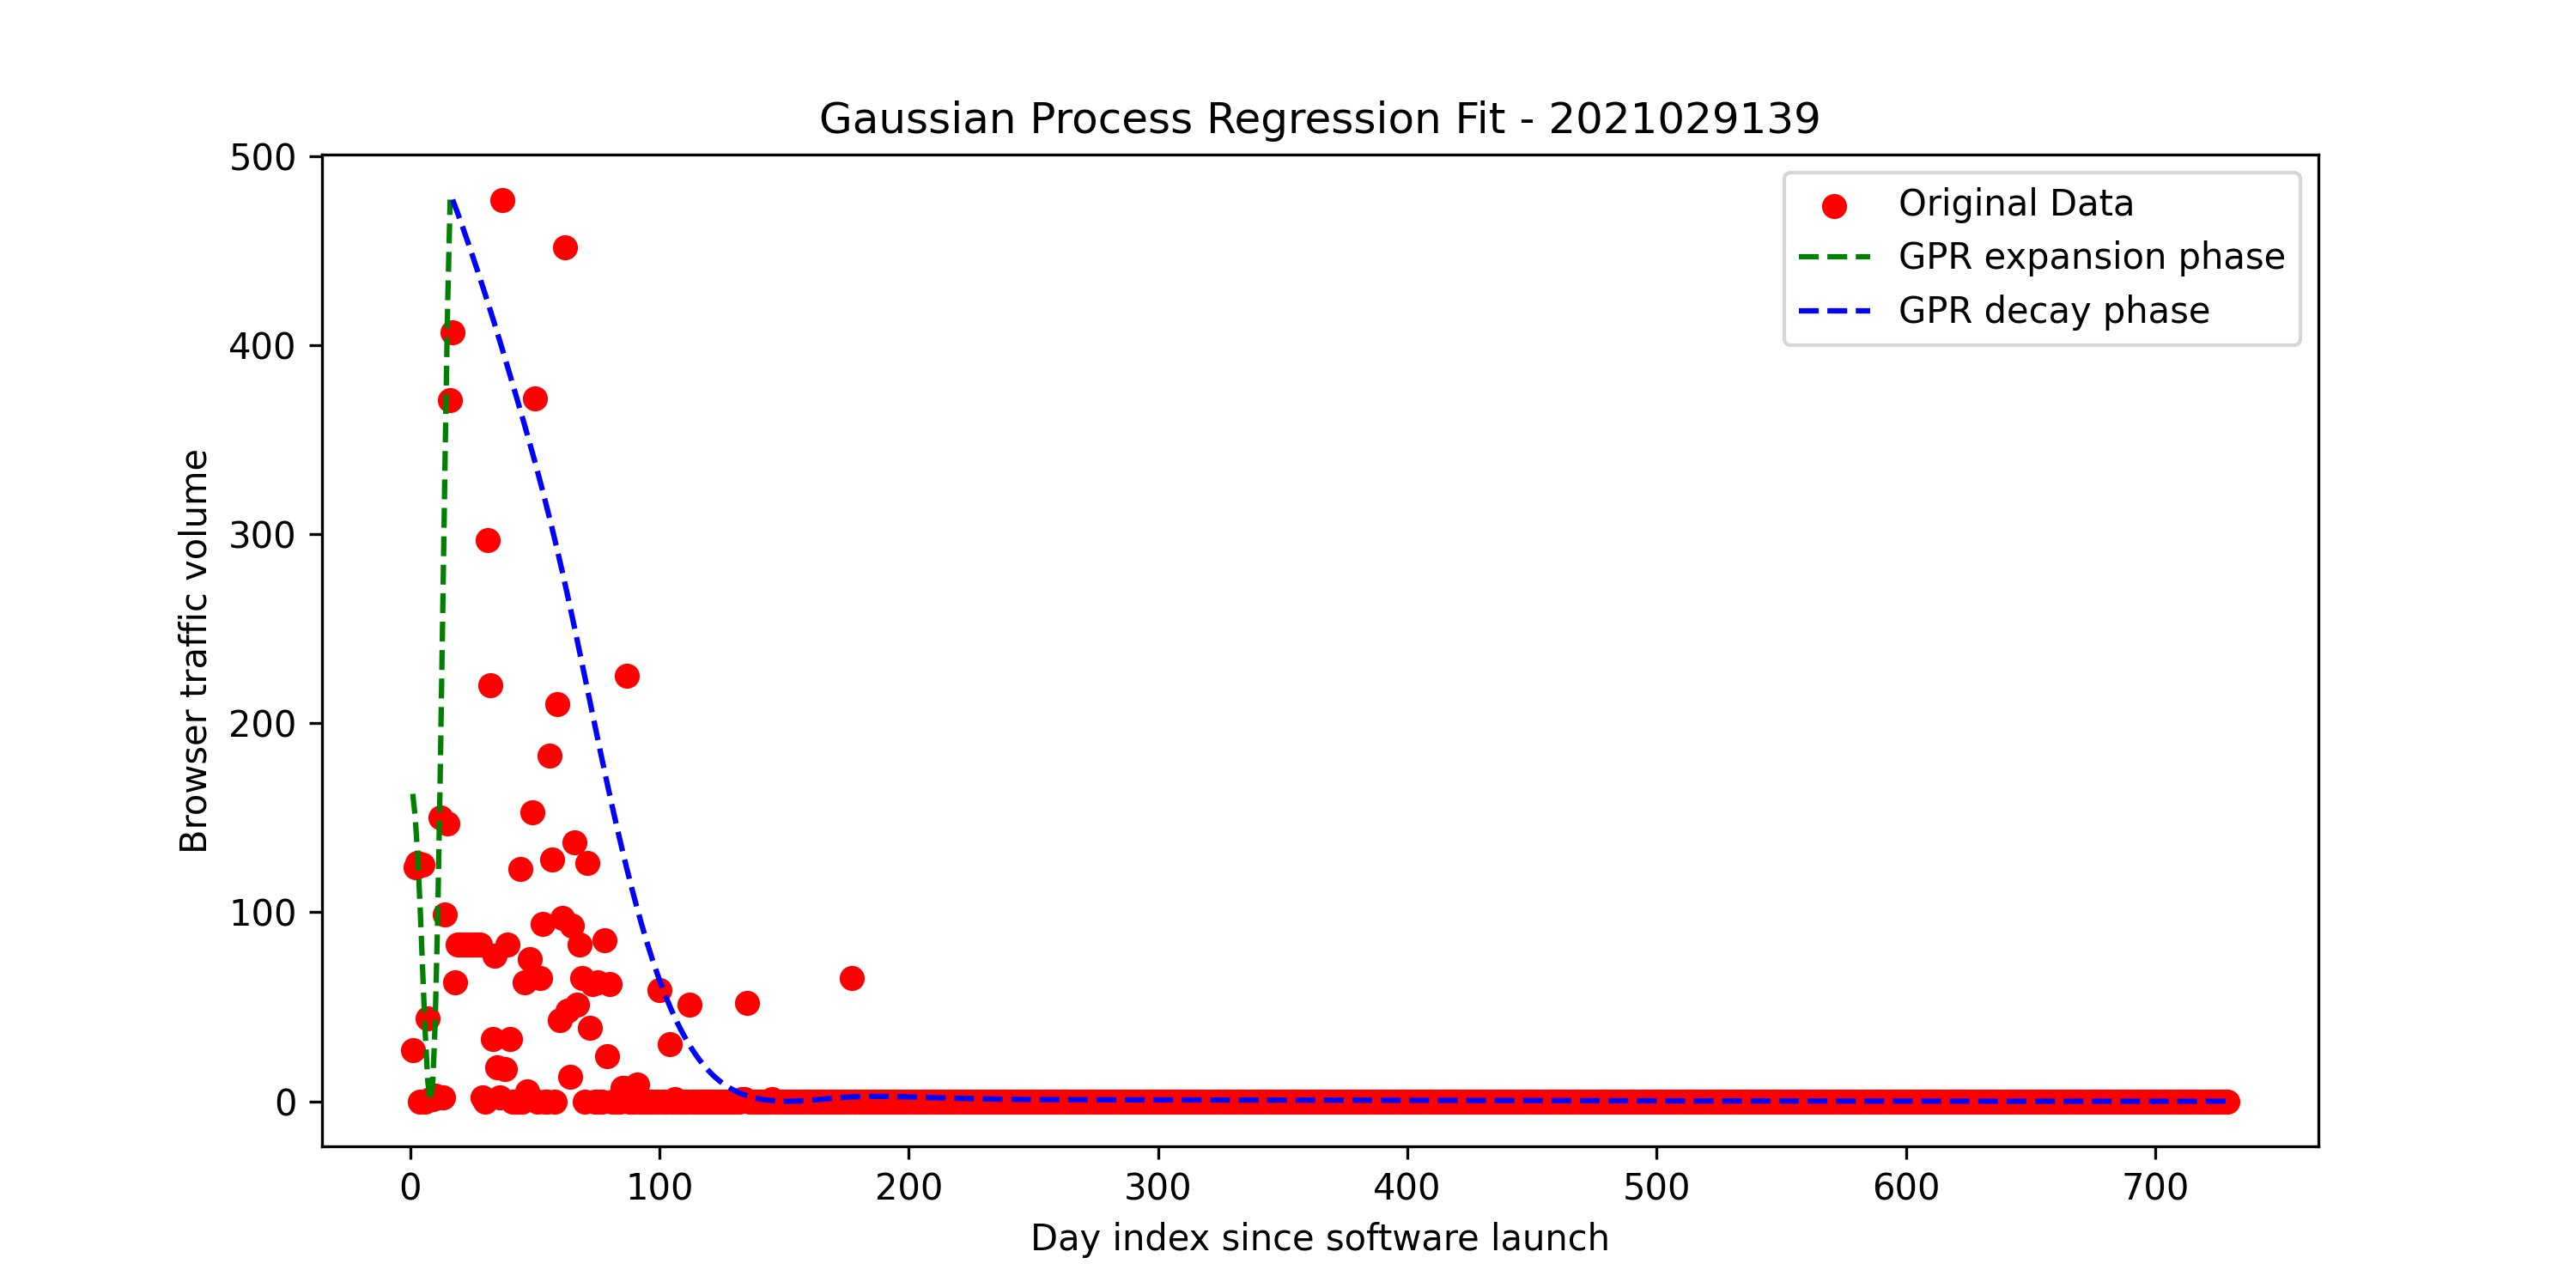 Gaussian Process Regression Fit - 2021029139
Original Data
GPR expansion phase
GPR decay phase
Browser traffic volume
500
400
300
200
100
0
0 100 200 300 400 500 600 700
Day index since software launch